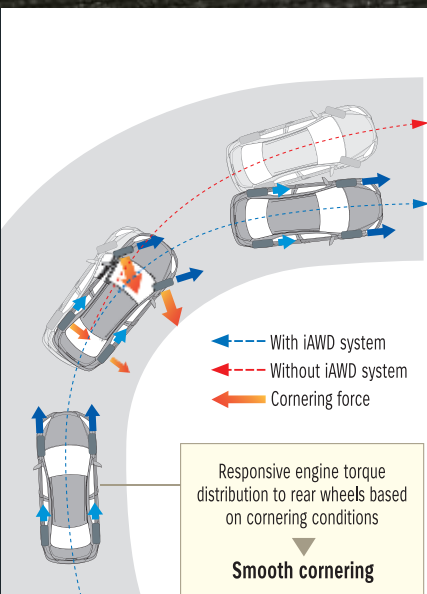 With iAWD system
Without iAWD system
Cornering force
Responsive engine torque
distribution to rear wheels based
on cornering conditions
Smooth cornering